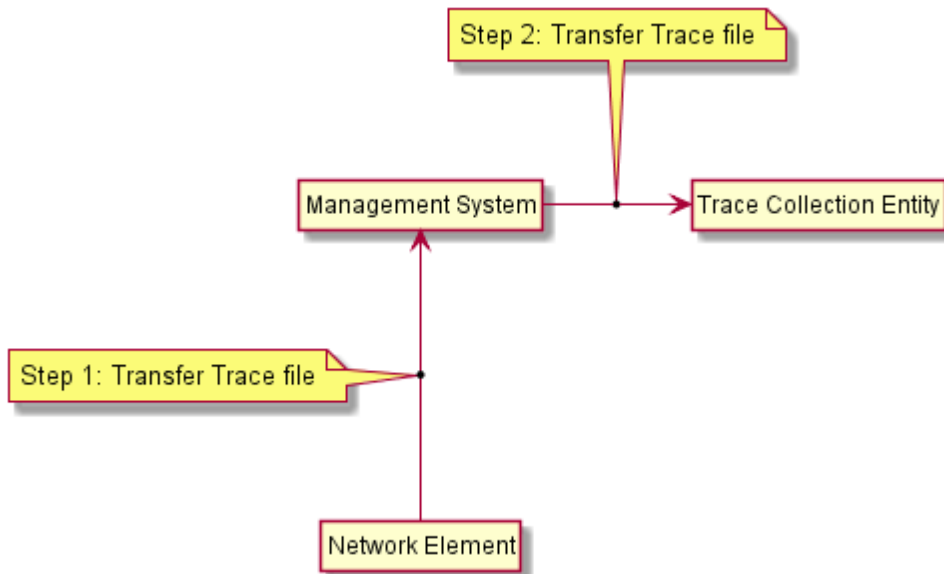 Step 2: Transfer Trace file
Management System
Trace Collection Entity
Step 1: Transfer Trace file
Network Element